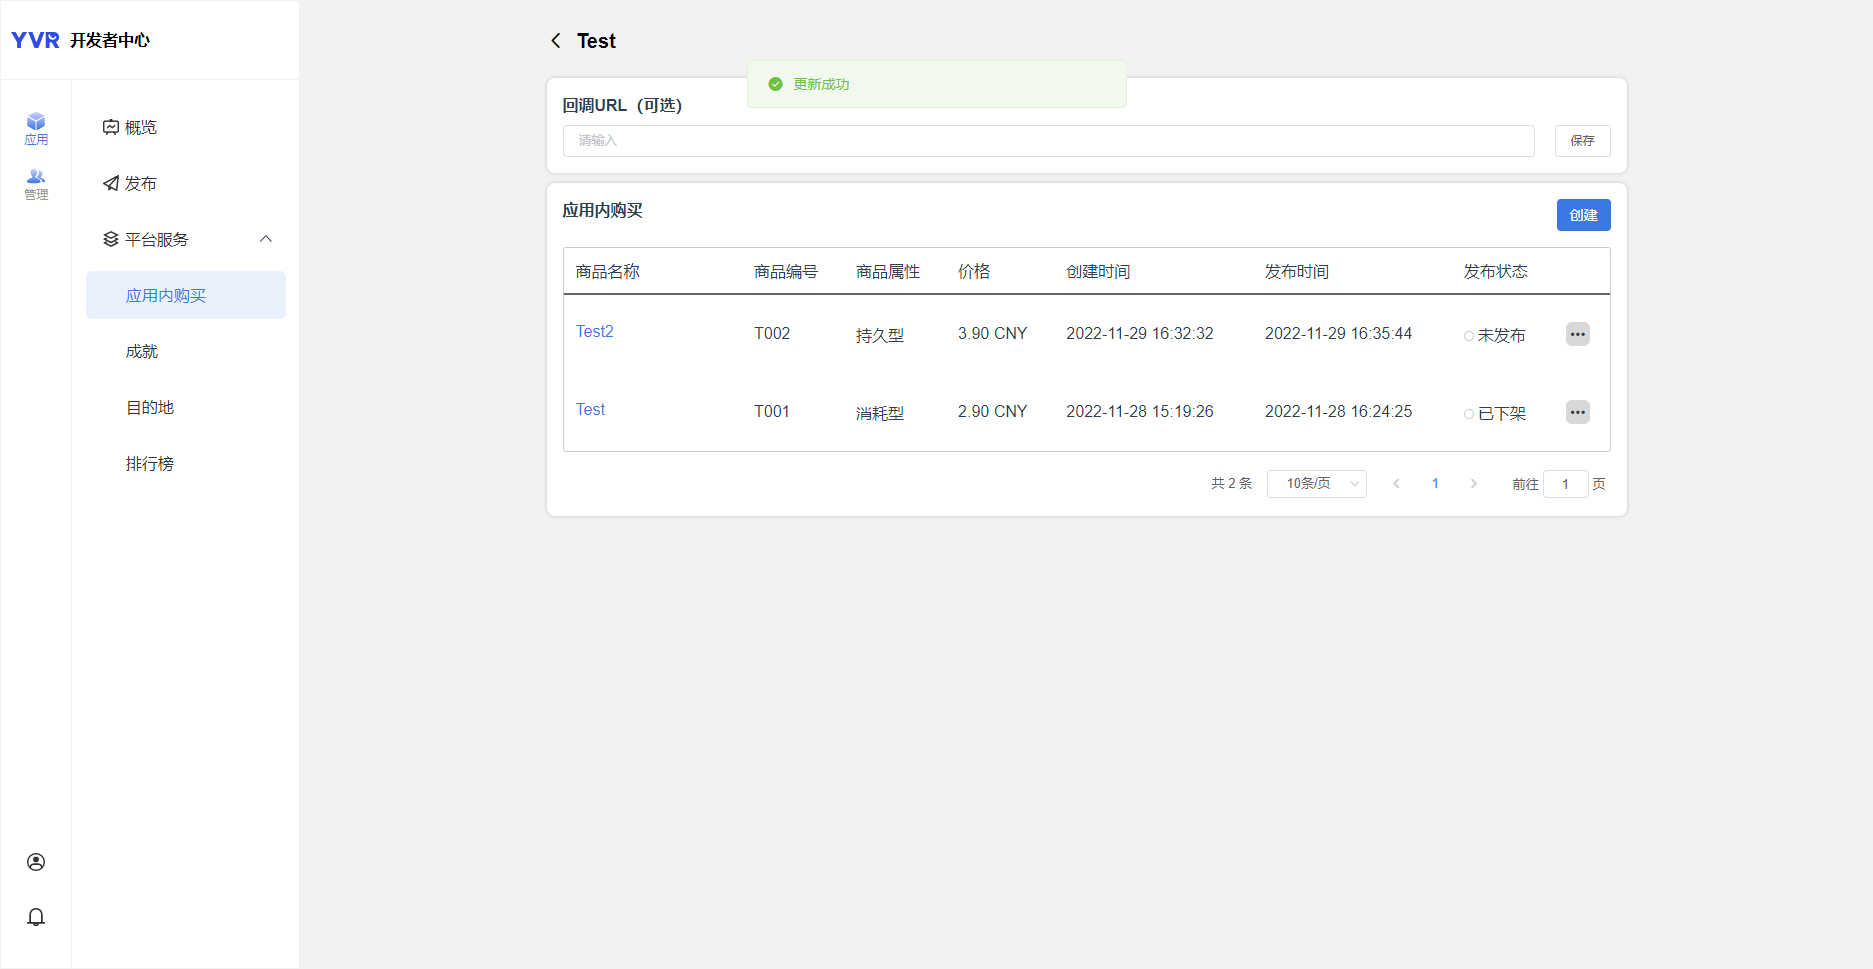 YVR 开发者中心
应用
管理
概览
发布
平台服务
应用内购买
成就
目的地
排行榜
Test
更新成功
回调URL（可选）
请输入
保存
应用内购买
创建
商品名称 商品编号 商品属性 价格 创建时间 发布时间 发布状态
Test2 T002 持久型 3.90 CNY 2022-11-29 16:32:32 2022-11-29 16:35:44 未发布
Test T001 消耗型 2.90 CNY 2022-11-28 15:19:26 2022-11-28 16:24:25 已下架
共 2 条 10条/页 1 前往 1 页